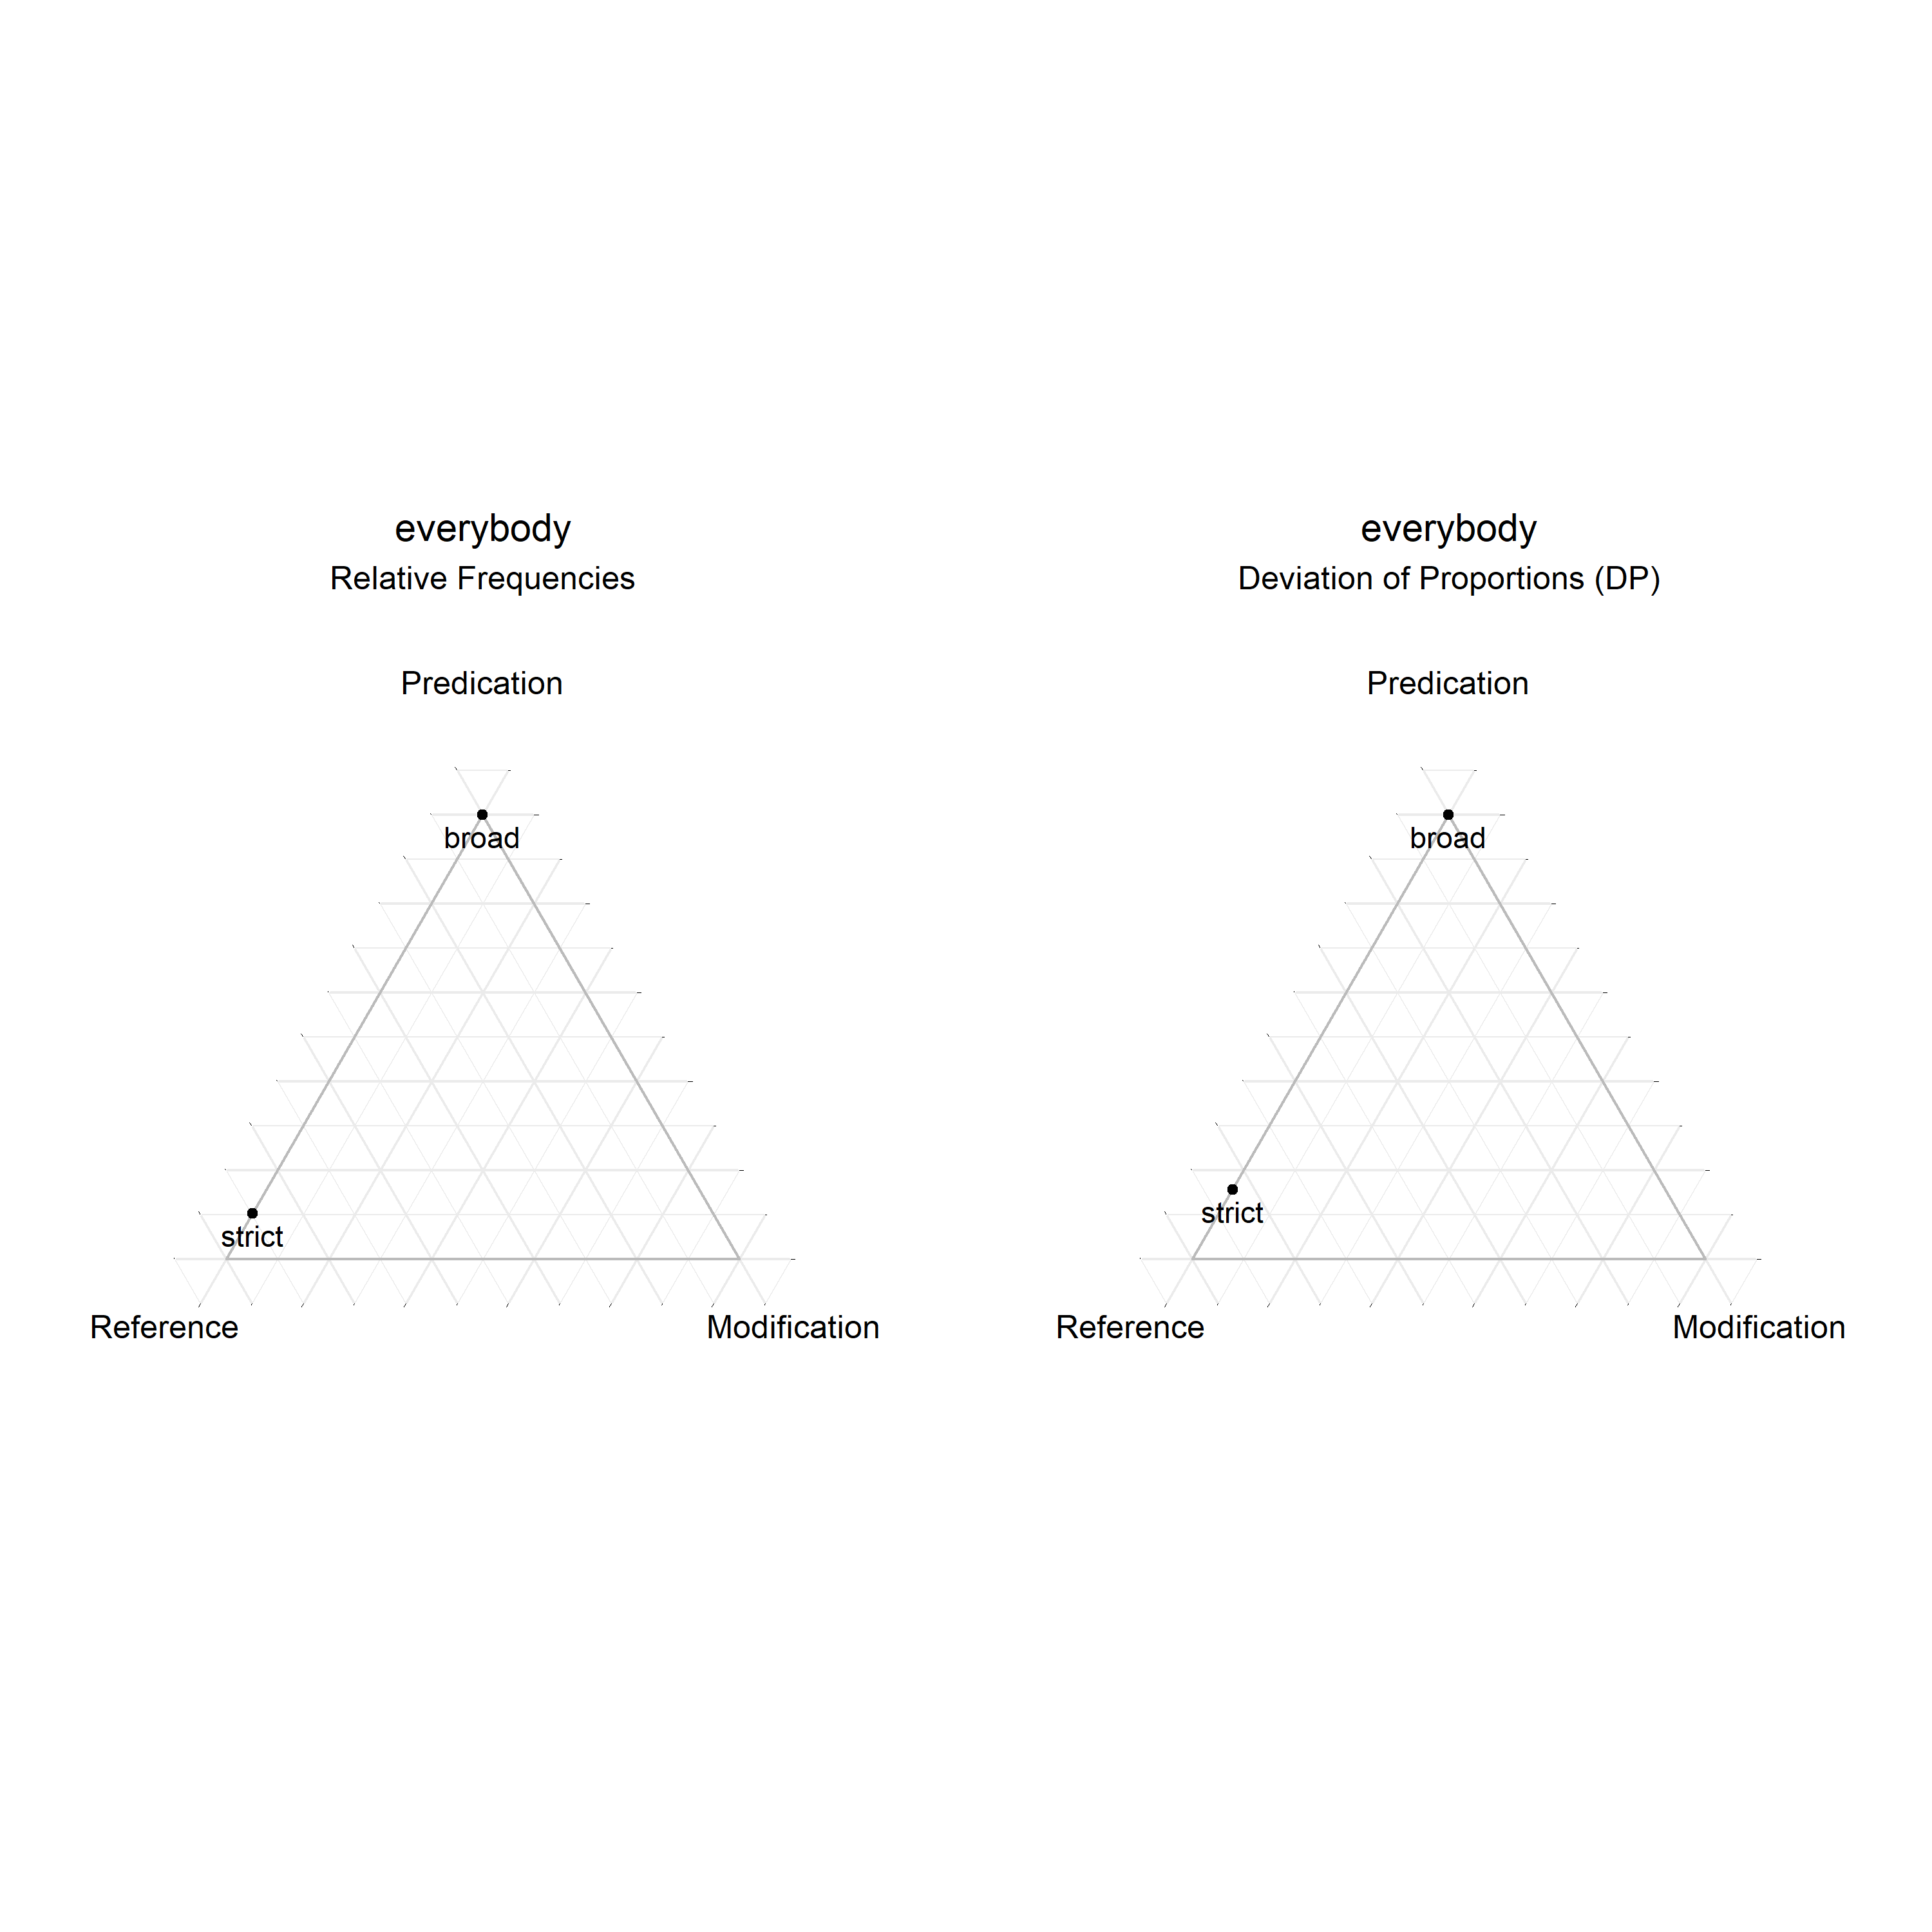 everybody
Relative Frequencies
Predication
broad
strict
Reference
Modification
everybody
Deviation of Proportions (DP)
Predication
broad
strict
Reference
Modification